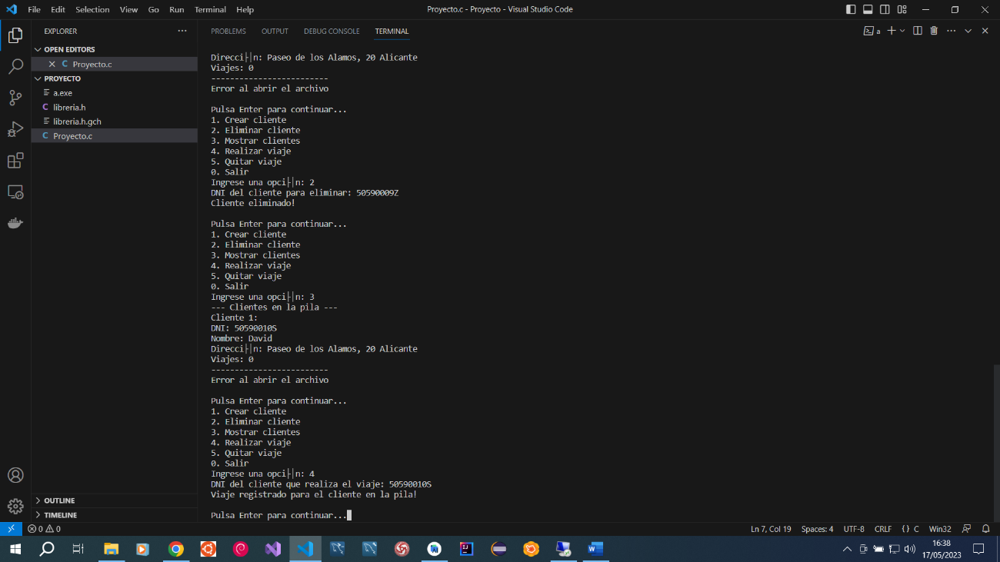 File Edit Selection View Go Run Terminal Help
Proyecto.c - Proyecto - Visual Studio Code
EXPLORER
OPEN EDITORS
C Proyecto.c
PROYECTO
a.exe
C libreria.h
libreria.h.gch
C Proyecto.c
OUTLINE
TIMELINE
PROBLEMS OUTPUT DEBUG CONSOLE TERMINAL
a
Direcci├│n: Paseo de los Alamos, 20 Alicante
Viajes: 0
-------------------------
Error al abrir el archivo
Pulsa Enter para continuar...
1. Crear cliente
2. Eliminar cliente
3. Mostrar clientes
4. Realizar viaje
5. Quitar viaje
0. Salir
Ingrese una opci├│n: 2
DNI del cliente para eliminar: 50590009Z
Cliente eliminado!
Pulsa Enter para continuar...
1. Crear cliente
2. Eliminar cliente
3. Mostrar clientes
4. Realizar viaje
5. Quitar viaje
0. Salir
Ingrese una opci├│n: 3
--- Clientes en la pila ---
Cliente 1:
DNI: 50590010S
Nombre: David
Direcci├│n: Paseo de los Alamos, 20 Alicante
Viajes: 0
-------------------------
Error al abrir el archivo
Pulsa Enter para continuar...
1. Crear cliente
2. Eliminar cliente
3. Mostrar clientes
4. Realizar viaje
5. Quitar viaje
0. Salir
Ingrese una opci├│n: 4
DNI del cliente que realiza el viaje: 50590010S
Viaje registrado para el cliente en la pila!
Pulsa Enter para continuar...
0 0
Ln 7, Col 19 Spaces: 4 UTF-8 CRLF {} C Win32
16:38
17/05/2023